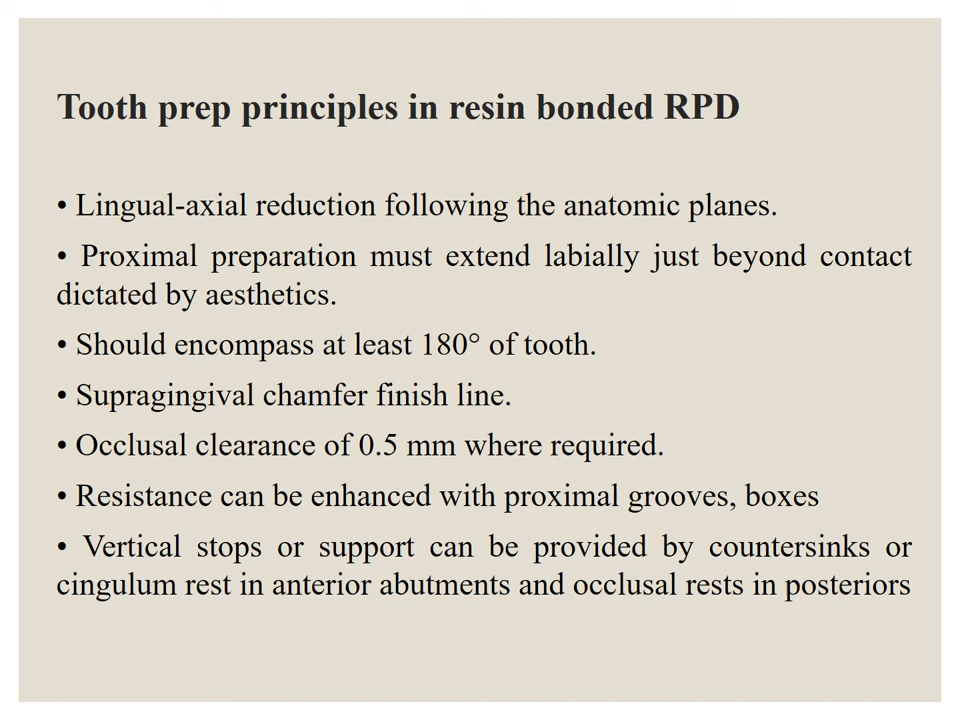 Tooth prep principles in resin bonded RPD
• Lingual-axial reduction following the anatomic planes.
• Proximal preparation must extend labially just beyond contact
dictated by aesthetics.
• Should encompass at least 180° of tooth.
• Supragingival chamfer finish line.
• Occlusal clearance of 0.5 mm where required.
• Resistance can be enhanced with proximal grooves, boxes
• Vertical stops or support can be provided by countersinks or
cingulum rest in anterior abutments and occlusal rests in posteriors